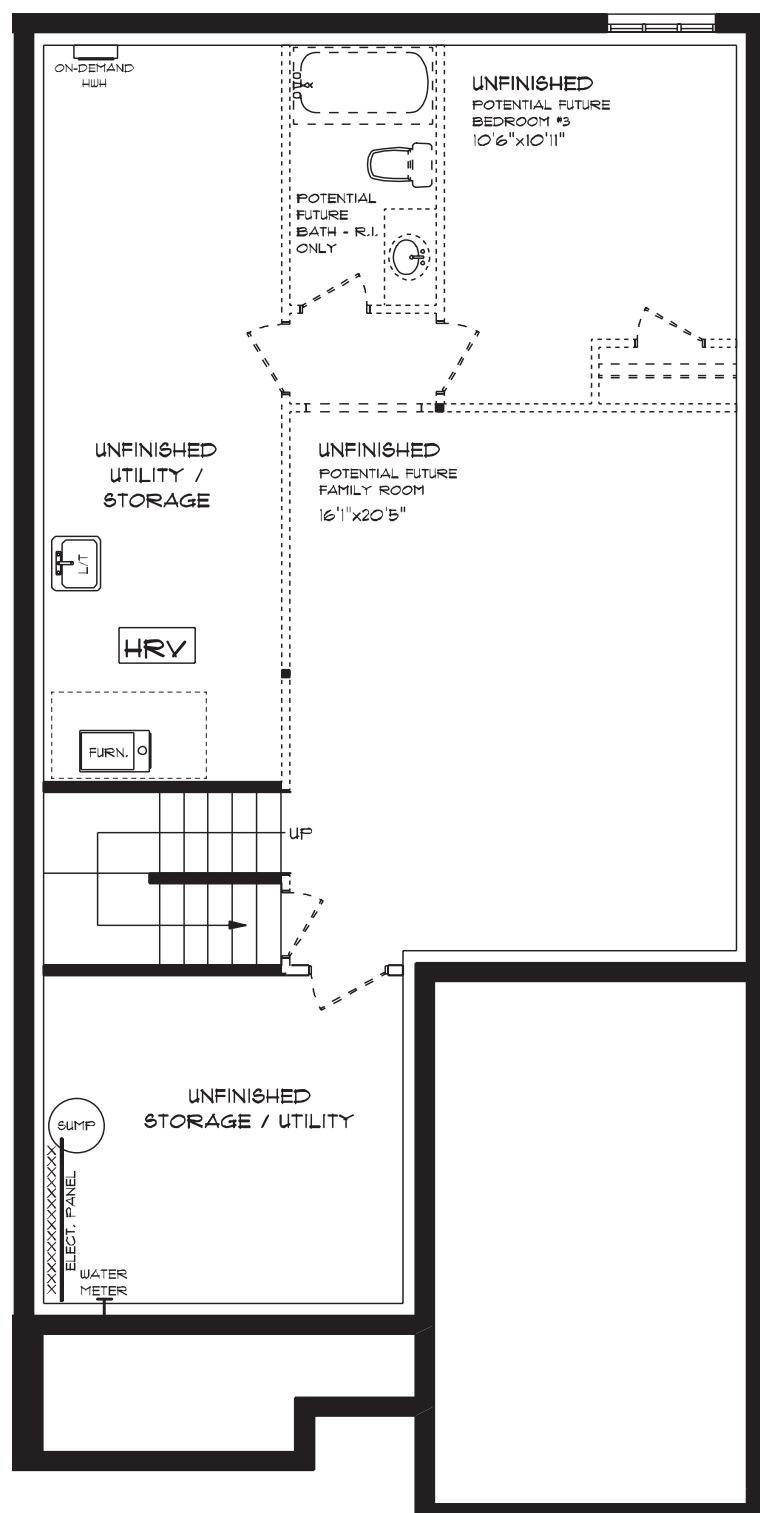 ON-DEMAND
HWH
UNFINISHED
POTENTIAL FUTURE
BEDROOM #3
10'6"x10'11"
POTENTIAL
FUTURE
BATH - R.I.
ONLY
UNFINISHED
UTILITY /
STORAGE
UNFINISHED
POTENTIAL FUTURE
FAMILY ROOM
16'1"x20'5"
L/T
HRV
FURN.
UP
UNFINISHED
STORAGE / UTILITY
SUMP
ELECT. PANEL
WATER
METER